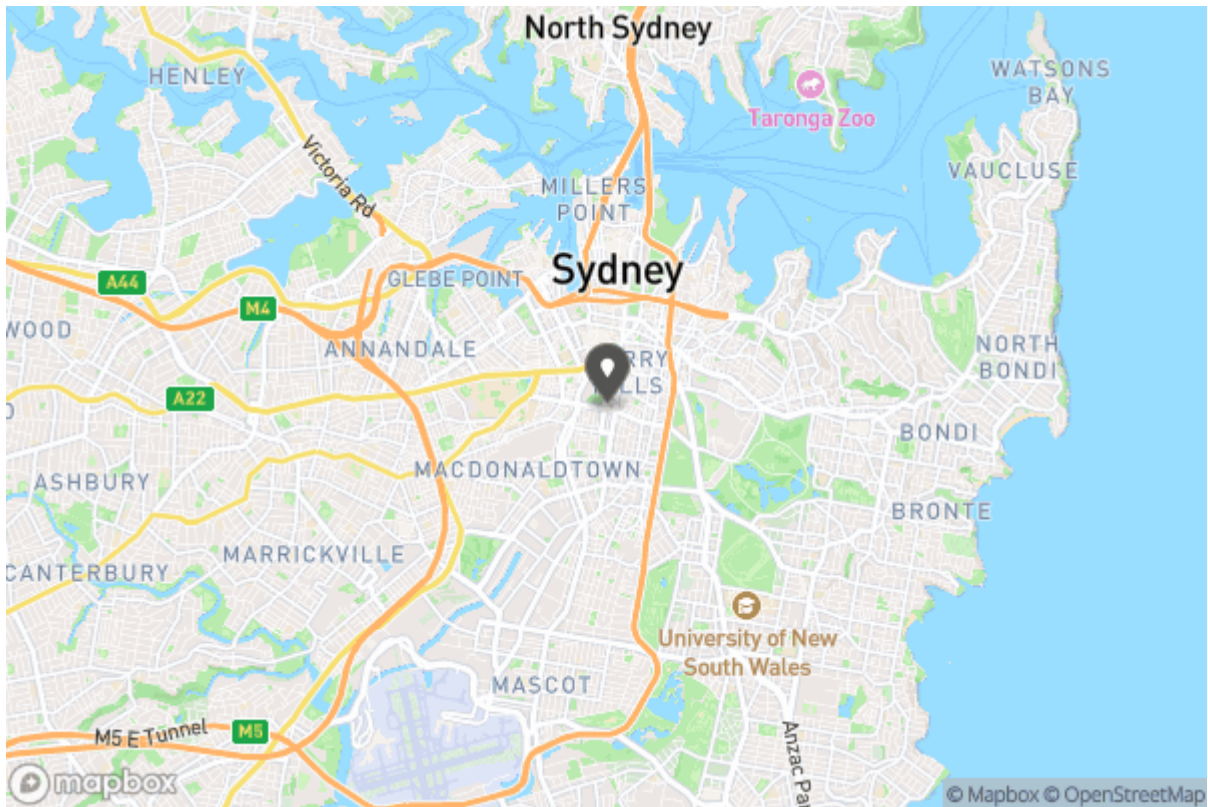 North Sydney
HENLEY
WATSONS
BAY
Taronga Zoo
Victoria Rd
VAUCLUSE
MILLERS
POINT
Sydney
GLEBE POINT
A44
M4
WOOD
ANNANDALE
NORTH
BONDI
A22
BONDI
MACDONALDTOWN
ASHBURY
BRONTE
MARRICKVILLE
CANTERBURY
University of New
South Wales
MASCOT
M5 E Tunnel
M5
mapbox
© Mapbox © OpenStreetMap